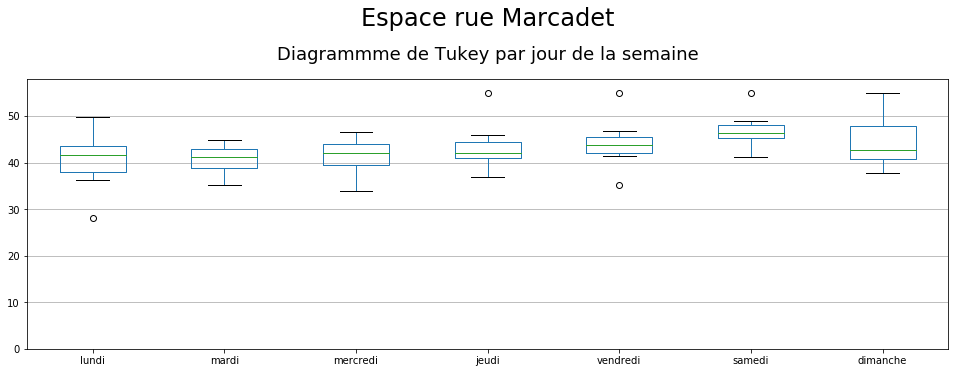 Espace rue Marcadet
Diagrammme de Tukey par jour de la semaine
50
40
30
20
10
0
lundi mardi mercredi jeudi vendredi samedi dimanche